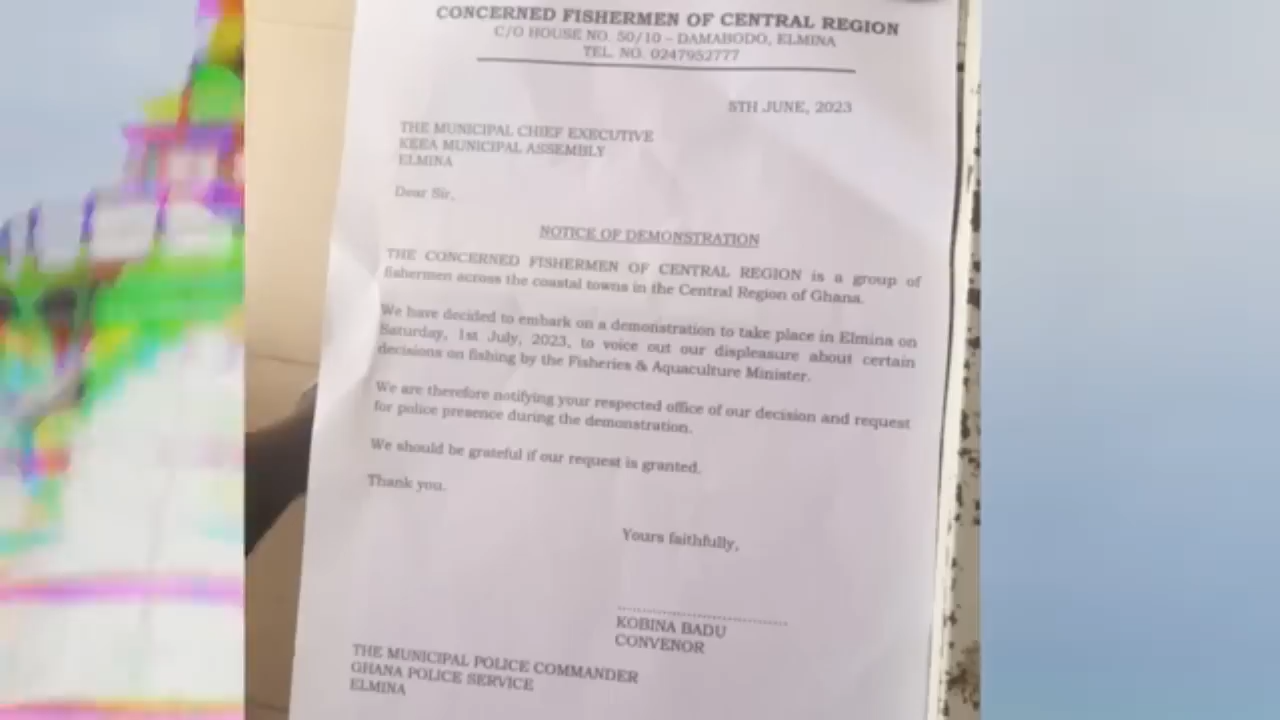 CONCERNED FISHERMEN OF CENTRAL REGION
C/O HOUSE NO. 50/10 – DAMABODO, ELMINA
TEL. NO. 0247952777
5TH JUNE, 2023
THE MUNICIPAL CHIEF EXECUTIVE
KEEA MUNICIPAL ASSEMBLY
ELMINA
Dear Sir,
NOTICE OF DEMONSTRATION
THE CONCERNED FISHERMEN OF CENTRAL REGION is a group of
fishermen across the coastal towns in the Central Region of Ghana.
We have decided to embark on a demonstration to take place in Elmina on
Saturday, 1st July, 2023, to voice out our displeasure about certain
decisions on fishing by the Fisheries & Aquaculture Minister.
We are therefore notifying your respected office of our decision and request
for police presence during the demonstration.
We should be grateful if our request is granted.
Thank you.
Yours faithfully,
KOBINA BADU
CONVENOR
THE MUNICIPAL POLICE COMMANDER
GHANA POLICE SERVICE
ELMINA